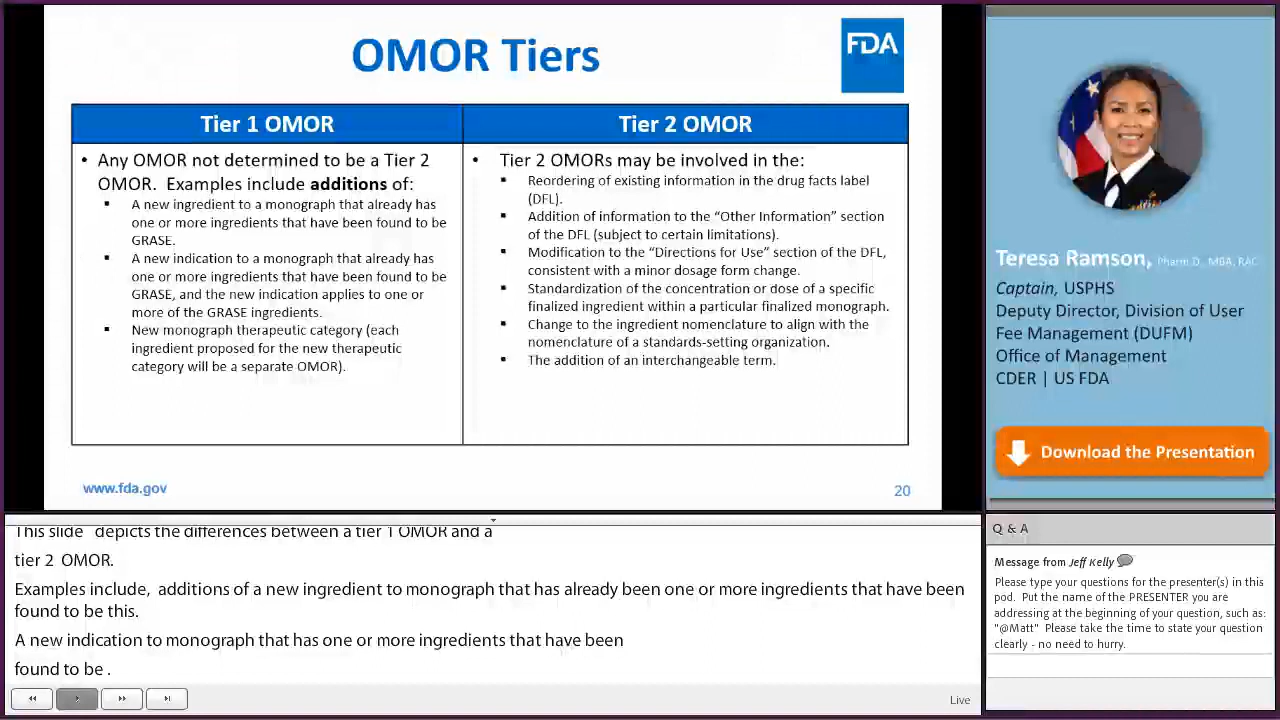 OMOR Tiers
FDA
Tier 1 OMOR
• Any OMOR not determined to be a Tier 2
OMOR. Examples include additions of:
▪ A new ingredient to a monograph that already has
one or more ingredients that have been found to be
GRASE.
▪ A new indication to a monograph that already has
one or more ingredients that have been found to be
GRASE, and the new indication applies to one or
more of the GRASE ingredients.
▪ New monograph therapeutic category (each
ingredient proposed for the new therapeutic
category will be a separate OMOR).
Tier 2 OMOR
• Tier 2 OMORs may be involved in the:
▪ Reordering of existing information in the drug facts label
(DFL).
▪ Addition of information to the “Other Information” section
of the DFL (subject to certain limitations).
▪ Modification to the “Directions for Use” section of the DFL,
consistent with a minor dosage form change.
▪ Standardization of the concentration or dose of a specific
finalized ingredient within a particular finalized monograph.
▪ Change to the ingredient nomenclature to align with the
nomenclature of a standards-setting organization.
▪ The addition of an interchangeable term.
www.fda.gov
20
Teresa Ramson, Pharm D., MBA, RAC
Captain, USPHS
Deputy Director, Division of User
Fee Management (DUFM)
Office of Management
CDER | US FDA
Download the Presentation
This slide depicts the differences between a tier 1 OMOR and a
tier 2 OMOR.
Examples include, additions of a new ingredient to monograph that has already been one or more ingredients that have been
found to be this.
A new indication to monograph that has one or more ingredients that have been
found to be .
Live
Q & A
Message from Jeff Kelly
Please type your questions for the presenter(s) in this
pod. Put the name of the PRESENTER you are
addressing at the beginning of your question, such as:
"@Matt" Please take the time to state your question
clearly - no need to hurry.